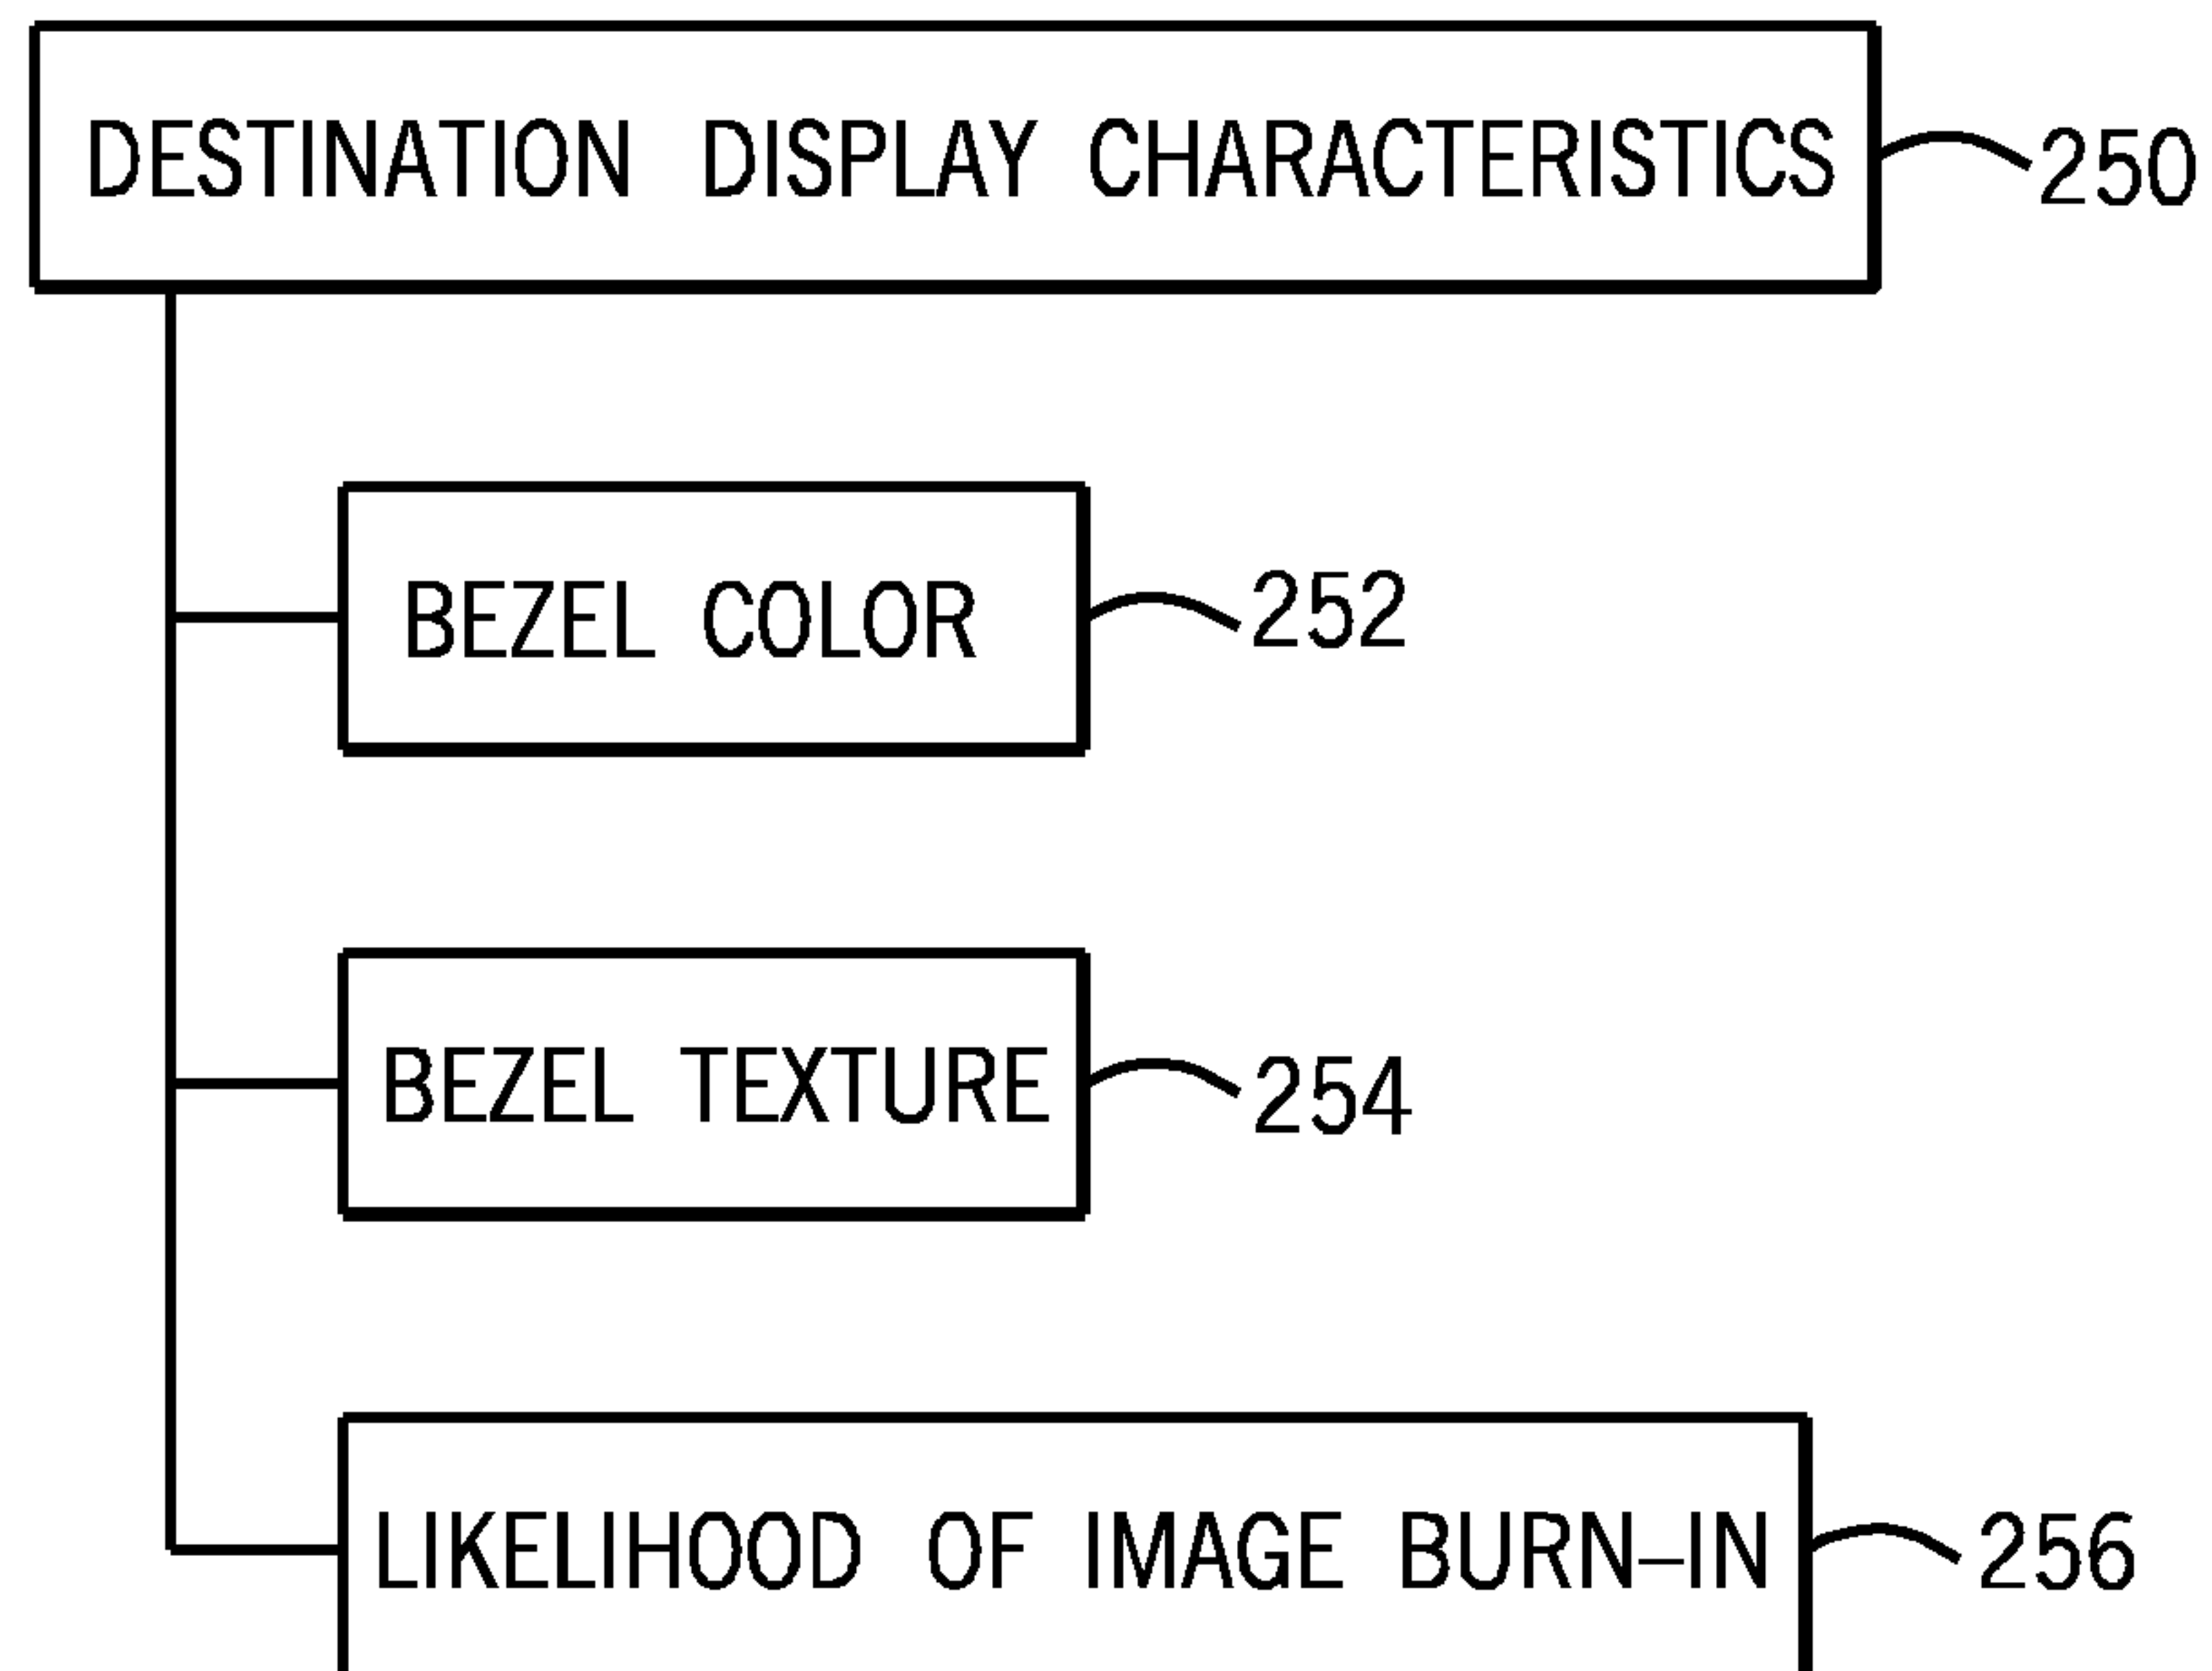 DESTINATION DISPLAY CHARACTERISTICS 250
BEZEL COLOR 252
BEZEL TEXTURE 254
LIKELIHOOD OF IMAGE BURN–IN 256